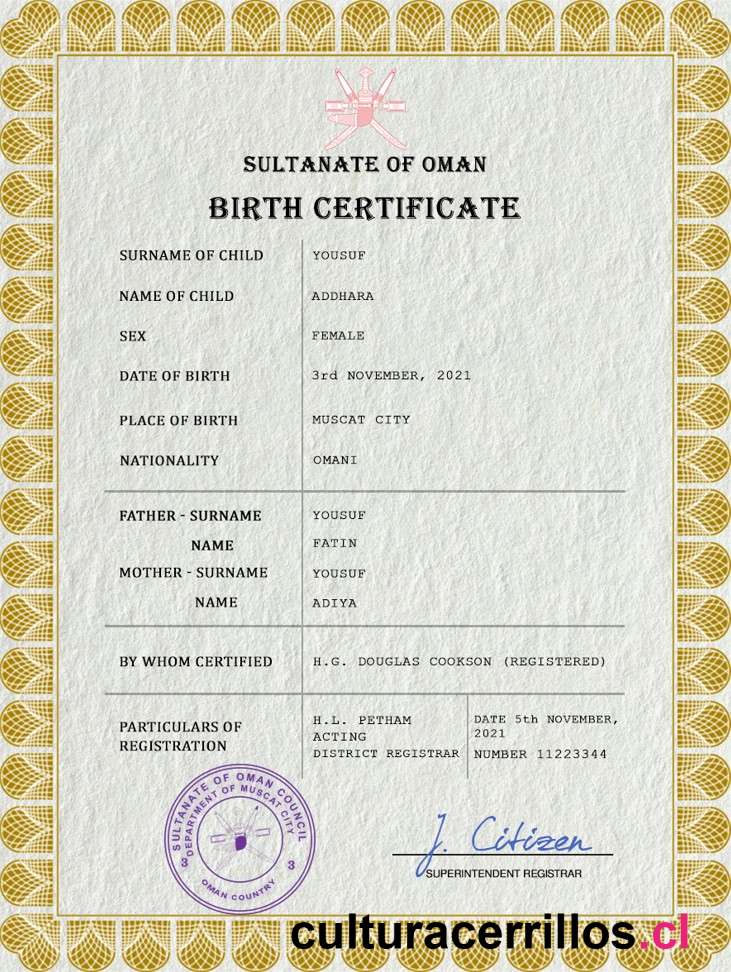 SULTANATE OF OMAN
BIRTH CERTIFICATE
SURNAME OF CHILD YOUSUF
NAME OF CHILD ADDHARA
SEX FEMALE
DATE OF BIRTH 3rd NOVEMBER, 2021
PLACE OF BIRTH MUSCAT CITY
NATIONALITY OMANI
FATHER - SURNAME YOUSUF
NAME FATIN
MOTHER - SURNAME YOUSUF
NAME ADIYA
BY WHOM CERTIFIED H.G. DOUGLAS COOKSON (REGISTERED)
PARTICULARS OF
REGISTRATION
H.L. PETHAM
ACTING
DISTRICT REGISTRAR
DATE 5th NOVEMBER,
2021
NUMBER 11223344
SULTANATE OF OMAN COUNCIL
DEPARTMENT OF MUSCAT CITY
3 3
OMAN COUNTRY
J. Citizen
SUPERINTENDENT REGISTRAR
culturacerrillos.cl